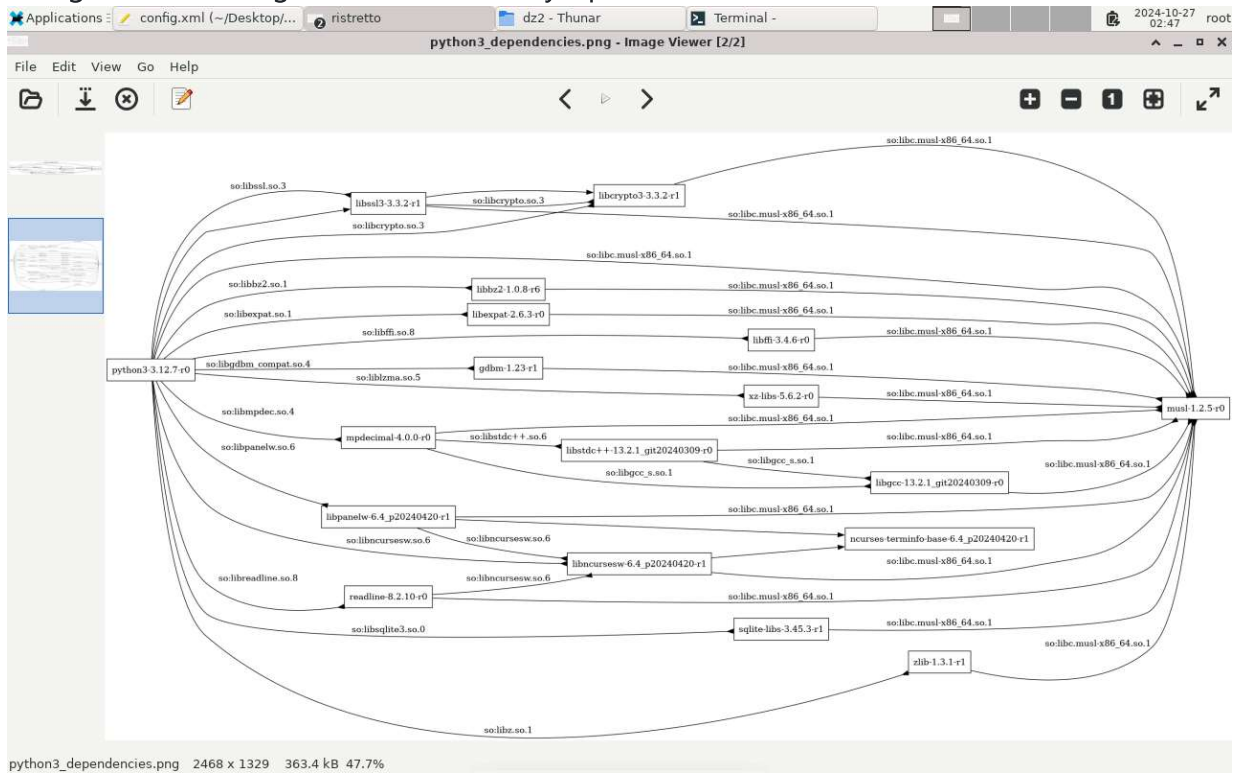 Applications
config.xml (~/Desktop/...
2
ristretto
dz2 - Thunar
Terminal -
2024-10-27
02:47
root
python3_dependencies.png - Image Viewer [2/2]
File Edit View Go Help
1
so:libc.musl-x86_64.so.1
so:libssl.so.3
libssl3-3.3.2-r1
so:libcrypto.so.3
libcrypto3-3.3.2-r1
so:libc.musl-x86_64.so.1
so:libcrypto.so.3
so:libc.musl-x86_64.so.1
so:libbz2.so.1
libbz2-1.0.8-r6
so:libc.musl-x86_64.so.1
so:libexpat.so.1
libexpat-2.6.3-r0
so:libc.musl-x86_64.so.1
so:libffi.so.8
libffi-3.4.6-r0
so:libc.musl-x86_64.so.1
python3-3.12.7-r0
so:libgdbm_compat.so.4
gdbm-1.23-r1
so:libc.musl-x86_64.so.1
so:liblzma.so.5
xz-libs-5.6.2-r0
so:libc.musl-x86_64.so.1
musl-1.2.5-r0
so:libmpdec.so.4
so:libc.musl-x86_64.so.1
mpdecimal-4.0.0-r0
so:libstdc++.so.6
libstdc++-13.2.1_git20240309-r0
so:libc.musl-x86_64.so.1
so:libpanelw.so.6
so:libgcc_s.so.1
so:libgcc_s.so.1
libgcc-13.2.1_git20240309-r0
so:libc.musl-x86_64.so.1
libpanelw-6.4_p20240420-r1
so:libc.musl-x86_64.so.1
so:libncursesw.so.6
so:libncursesw.so.6
ncurses-terminfo-base-6.4_p20240420-r1
libncursesw-6.4_p20240420-r1
so:libc.musl-x86_64.so.1
so:libreadline.so.8
so:libncursesw.so.6
readline-8.2.10-r0
so:libc.musl-x86_64.so.1
so:libsqlite3.so.0
sqlite-libs-3.45.3-r1
so:libc.musl-x86_64.so.1
so:libc.musl-x86_64.so.1
zlib-1.3.1-r1
so:libz.so.1
python3_dependencies.png 2468 x 1329 363.4 kB 47.7%